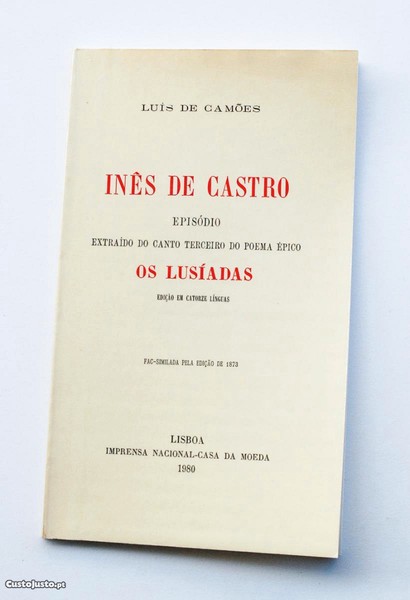 LUÍS DE CAMÕES
INÊS DE CASTRO
EPISÓDIO
EXTRAÍDO DO CANTO TERCEIRO DO POEMA ÉPICO
OS LUSÍADAS
EDIÇÃO EM CATORZE LÍNGUAS
FAC-SIMILADA PELA EDIÇÃO DE 1873
LISBOA
IMPRENSA NACIONAL-CASA DA MOEDA
1980
CustoJusto.pt